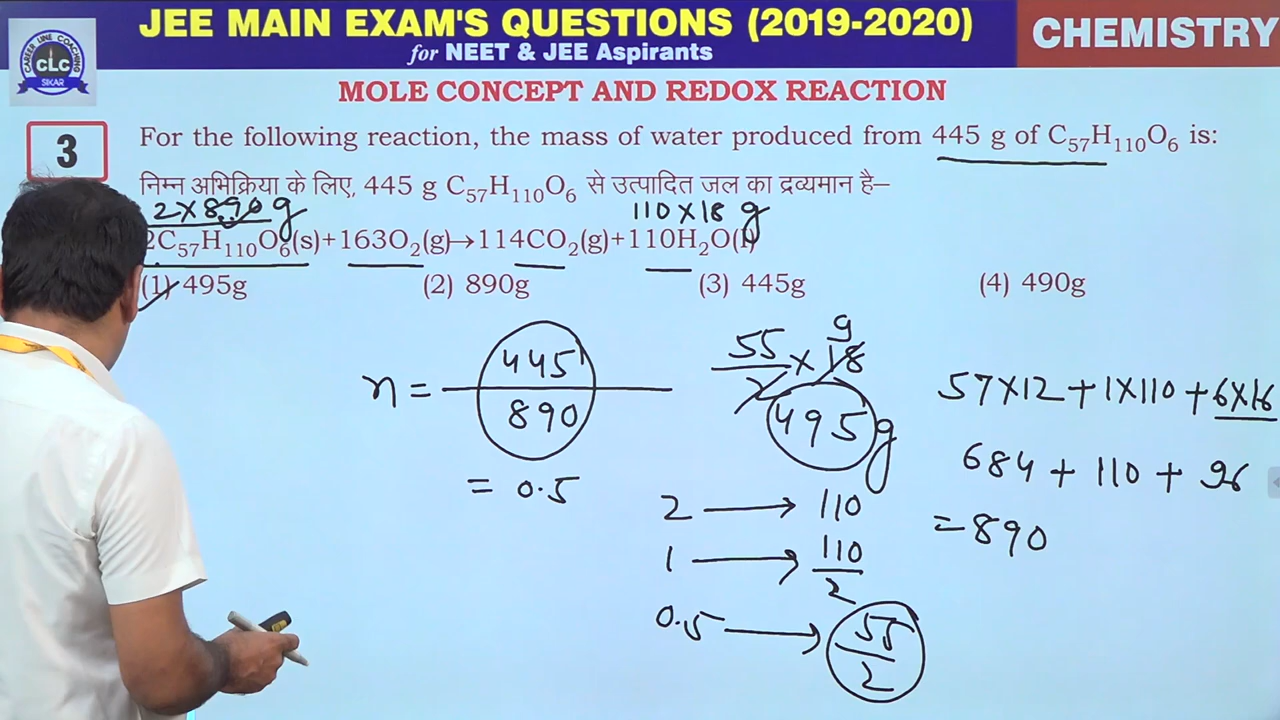 JEE MAIN EXAM'S QUESTIONS (2019-2020)
for NEET & JEE Aspirants
CHEMISTRY
CAREER LINE COACHING
CLC
SIKAR
MOLE CONCEPT AND REDOX REACTION
3
For the following reaction, the mass of water produced from 445 g of C₅₇H₁₁₀O₆ is:
निम्न अभिक्रिया के लिए, 445 g C₅₇H₁₁₀O₆ से उत्पादित जल का द्रव्यमान है–
2×890 g 110×18 g
2C₅₇H₁₁₀O₆(s)+163O₂(g)→114CO₂(g)+110H₂O(l)
(1) 495g (2) 890g (3) 445g (4) 490g
n = 445/890
= 0.5
9
55/2 × 18
495 g
2 → 110
1 → 110/2
0.5 → 55/2
57×12 + 1×110 + 6×16
684 + 110 + 96
= 890